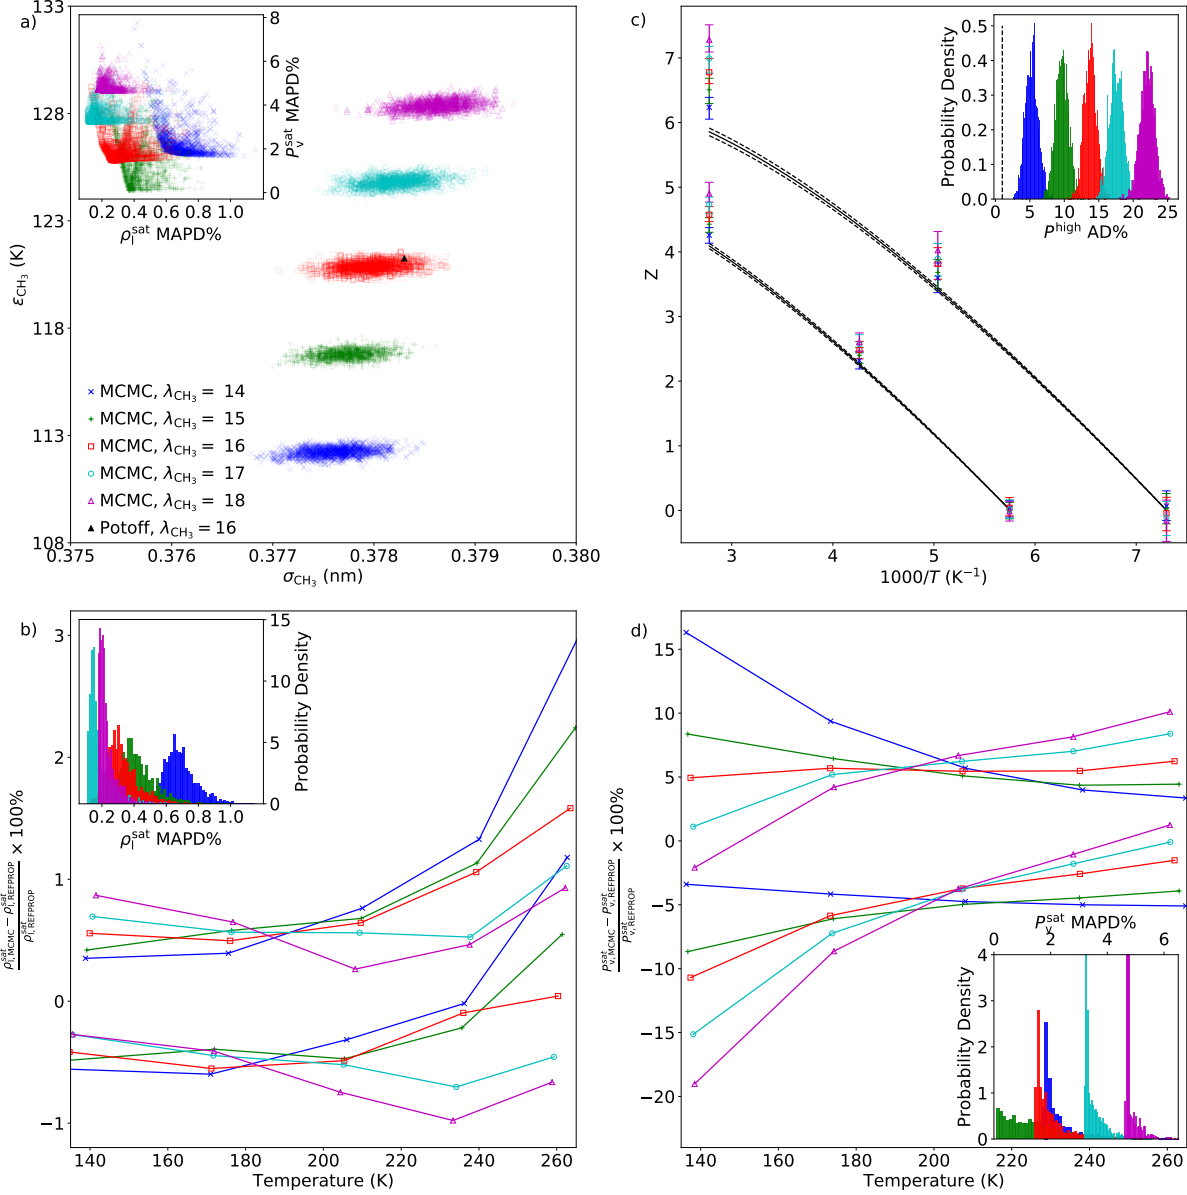 a)
133
128
123
118
113
108
ε_CH₃ (K)
0.375
0.376
0.377
0.378
0.379
0.380
σ_CH₃ (nm)
8
6
4
2
0
P_v^sat MAPD%
0.2 0.4 0.6 0.8 1.0
ρ_l^sat MAPD%
MCMC, λ_CH₃ = 14
MCMC, λ_CH₃ = 15
MCMC, λ_CH₃ = 16
MCMC, λ_CH₃ = 17
MCMC, λ_CH₃ = 18
Potoff, λ_CH₃ = 16
c)
7
6
5
4
3
2
1
0
Z
3 4 5 6 7
1000/T (K⁻¹)
0.5
0.4
0.3
0.2
0.1
0.0
Probability Density
0 5 10 15 20 25
P^high AD%
b)
3
2
1
0
−1
(ρ_l,MCMC^sat − ρ_l,REFPROP^sat) / ρ_l,REFPROP^sat × 100%
140 160 180 200 220 240 260
Temperature (K)
15
10
5
0
Probability Density
0.2 0.4 0.6 0.8 1.0
ρ_l^sat MAPD%
d)
15
10
5
0
−5
−10
−15
−20
(P_v,MCMC^sat − P_v,REFPROP^sat) / P_v,REFPROP^sat × 100%
140 160 180 200 220 240 260
Temperature (K)
P_v^sat MAPD%
0 2 4 6
4
3
2
1
0
Probability Density